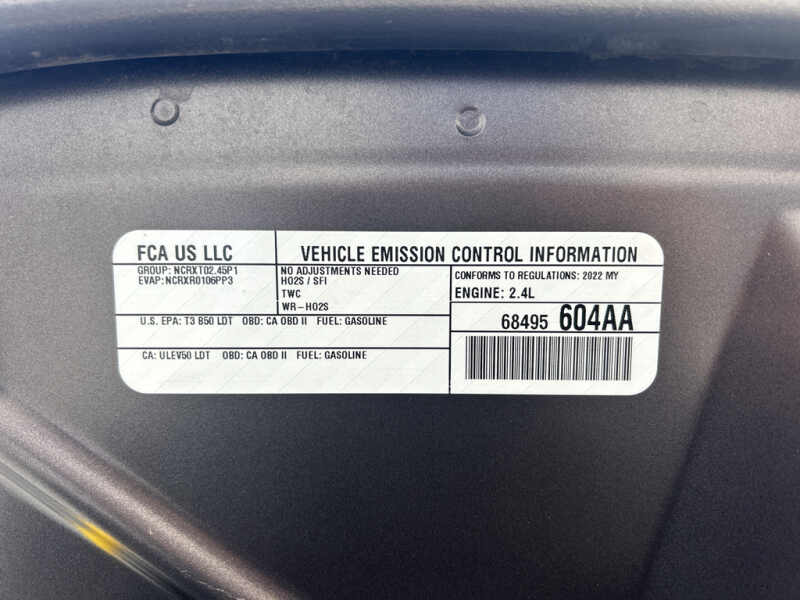 FCA US LLC
VEHICLE EMISSION CONTROL INFORMATION
GROUP: NCRXT02.45P1
EVAP: NCRXR0106PP3
NO ADJUSTMENTS NEEDED
HO2S / SFI
TWC
WR-HO2S
CONFORMS TO REGULATIONS: 2022 MY
ENGINE: 2.4L
U.S. EPA: T3 B50 LDT OBD: CA OBD II FUEL: GASOLINE
68495 604AA
CA: ULEV50 LDT OBD: CA OBD II FUEL: GASOLINE